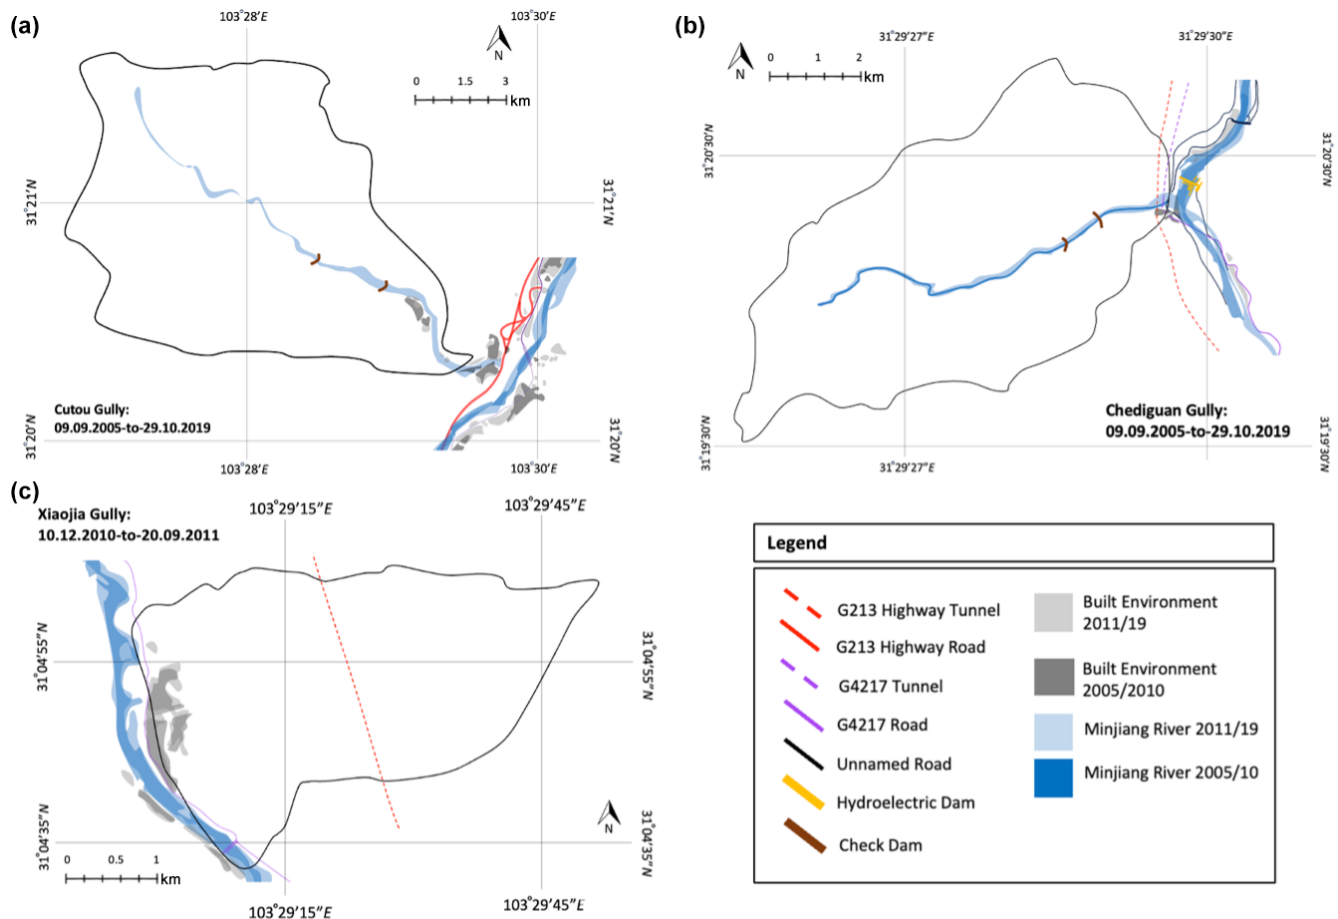 (a)
103°28′E
103°30′E
N
0 1.5 3 km
31°21′N
31°21′N
Cutou Gully:
09.09.2005-to-29.10.2019
31°20′N
31°20′N
103°28′E
103°30′E
(b)
31°29′27″E
31°29′30″E
N
0 1 2
km
31°20′30″N
31°20′30″N
Chediguan Gully:
09.09.2005-to-29.10.2019
31°19′30″N
31°19′30″N
31°29′27″E
(c)
Xiaojia Gully:
10.12.2010-to-20.09.2011
103°29′15″E
103°29′45″E
31°04′55″N
31°04′55″N
N
31°04′35″N
31°04′35″N
0 0.5 1
km
103°29′15″E
103°29′45″E
Legend
G213 Highway Tunnel
G213 Highway Road
G4217 Tunnel
G4217 Road
Unnamed Road
Hydroelectric Dam
Check Dam
Built Environment
2011/19
Built Environment
2005/2010
Minjiang River 2011/19
Minjiang River 2005/10